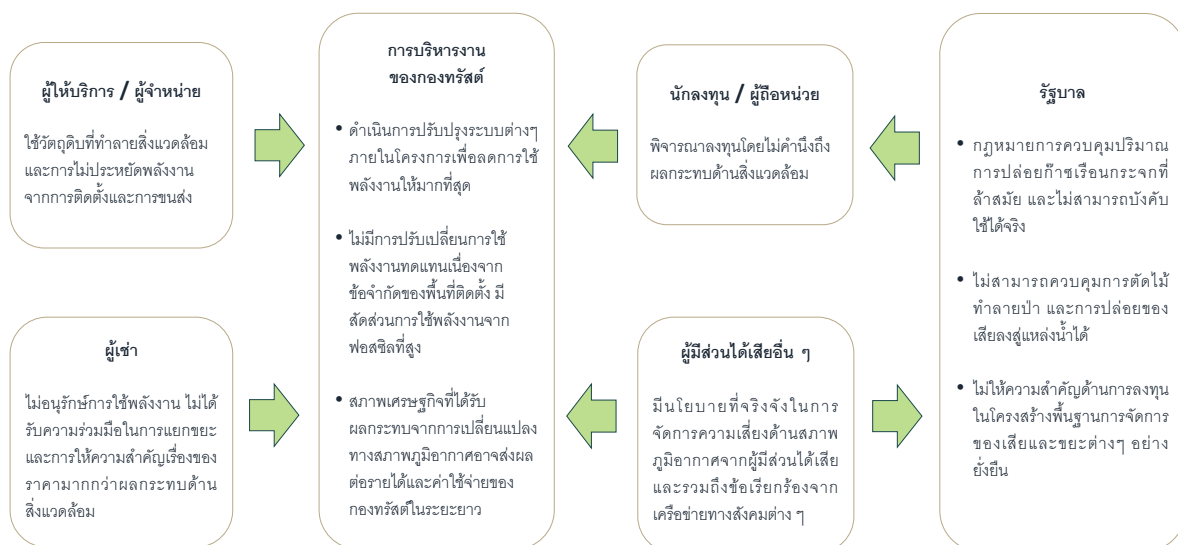 ผู้ให้บริการ / ผู้จำหน่าย
ใช้วัตถุดิบที่ทำลายสิ่งแวดล้อม
และการไม่ประหยัดพลังงาน
จากการติดตั้งและการขนส่ง
ผู้เช่า
ไม่อนุรักษ์การใช้พลังงาน ไม่ได้
รับความร่วมมือในการแยกขยะ
และการให้ความสำคัญเรื่องของ
ราคามากกว่าผลกระทบด้าน
สิ่งแวดล้อม
การบริหารงาน
ของกองทรัสต์
• ดำเนินการปรับปรุงระบบต่างๆ
ภายในโครงการเพื่อลดการใช้
พลังงานให้มากที่สุด
• ไม่มีการปรับเปลี่ยนการใช้
พลังงานทดแทนเนื่องจาก
ข้อจำกัดของพื้นที่ติดตั้ง มี
สัดส่วนการใช้พลังงานจาก
ฟอสซิลที่สูง
• สภาพเศรษฐกิจที่ได้รับ
ผลกระทบจากการเปลี่ยนแปลง
ทางสภาพภูมิอากาศอาจส่งผล
ต่อรายได้และค่าใช้จ่ายของ
กองทรัสต์ในระยะยาว
นักลงทุน / ผู้ถือหน่วย
พิจารณาลงทุนโดยไม่คำนึงถึง
ผลกระทบด้านสิ่งแวดล้อม
ผู้มีส่วนได้เสียอื่น ๆ
มีนโยบายที่จริงจังในการ
จัดการความเสี่ยงด้านสภาพ
ภูมิอากาศจากผู้มีส่วนได้เสีย
และรวมถึงข้อเรียกร้องจาก
เครือข่ายทางสังคมต่าง ๆ
รัฐบาล
• กฎหมายการควบคุมปริมาณ
การปล่อยก๊าซเรือนกระจกที่
ล้าสมัย และไม่สามารถบังคับ
ใช้ได้จริง
• ไม่สามารถควบคุมการตัดไม้
ทำลายป่า และการปล่อยของ
เสียลงสู่แหล่งน้ำได้
• ไม่ให้ความสำคัญด้านการลงทุน
ในโครงสร้างพื้นฐานการจัดการ
ของเสียและขยะต่างๆ อย่าง
ยั่งยืน